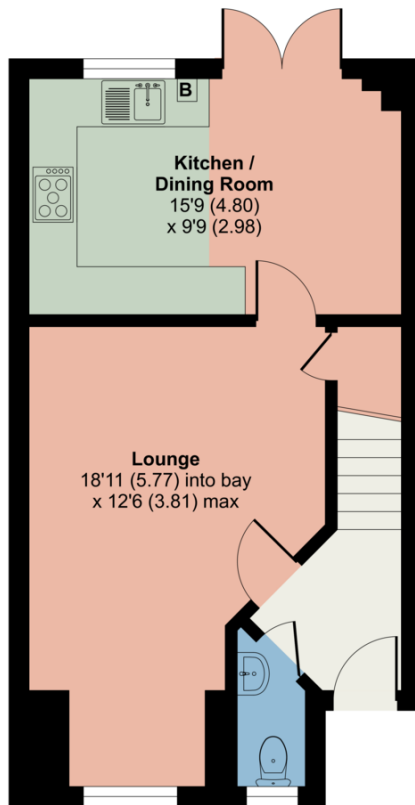 B
Kitchen /
Dining Room
15'9 (4.80)
x 9'9 (2.98)
Lounge
18'11 (5.77) into bay
x 12'6 (3.81) max